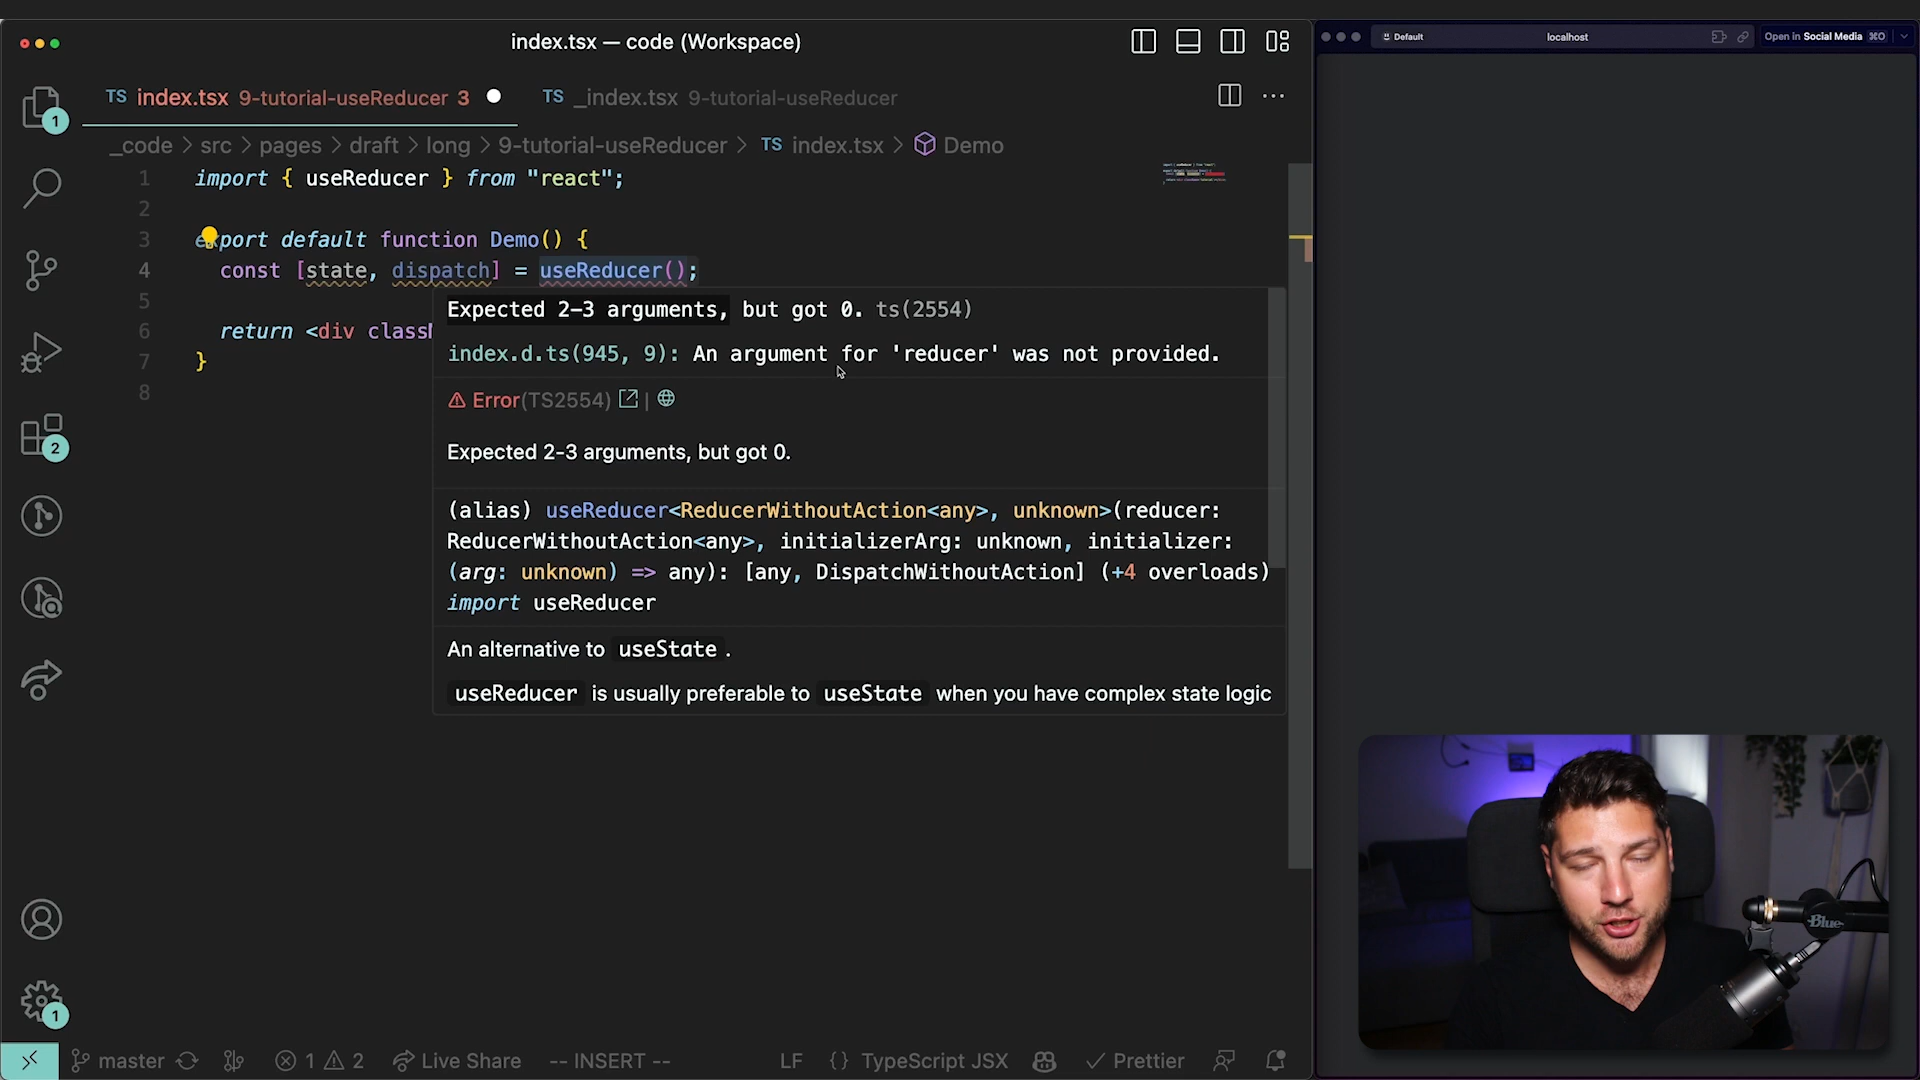 index.tsx — code (Workspace)
Default
localhost
Open in Social Media ⌘O
TS index.tsx 9-tutorial-useReducer 3
TS _index.tsx 9-tutorial-useReducer
_code > src > pages > draft > long > 9-tutorial-useReducer > TS index.tsx > Demo
1 import { useReducer } from "react";
2
3 export default function Demo() {
4 const [state, dispatch] = useReducer();
5
6 return <div classN
7 }
8
Expected 2–3 arguments, but got 0. ts(2554)
index.d.ts(945, 9): An argument for 'reducer' was not provided.
Error(TS2554) |
Expected 2-3 arguments, but got 0.
(alias) useReducer<ReducerWithoutAction<any>, unknown>(reducer:
ReducerWithoutAction<any>, initializerArg: unknown, initializer:
(arg: unknown) => any): [any, DispatchWithoutAction] (+4 overloads)
import useReducer
An alternative to useState .
useReducer is usually preferable to useState when you have complex state logic
1
2
1
Blue
master 1 2 Live Share -- INSERT -- LF {} TypeScript JSX Prettier